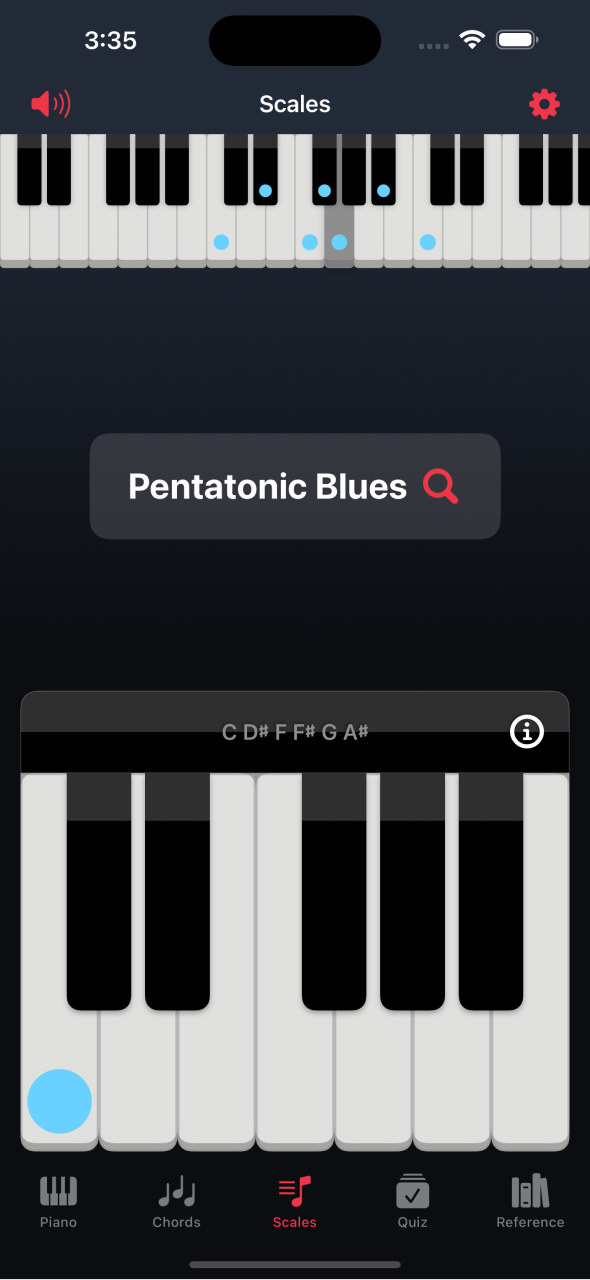 3:35
Scales
Pentatonic Blues
C D# F F# G A#
Piano
Chords
Scales
Quiz
Reference